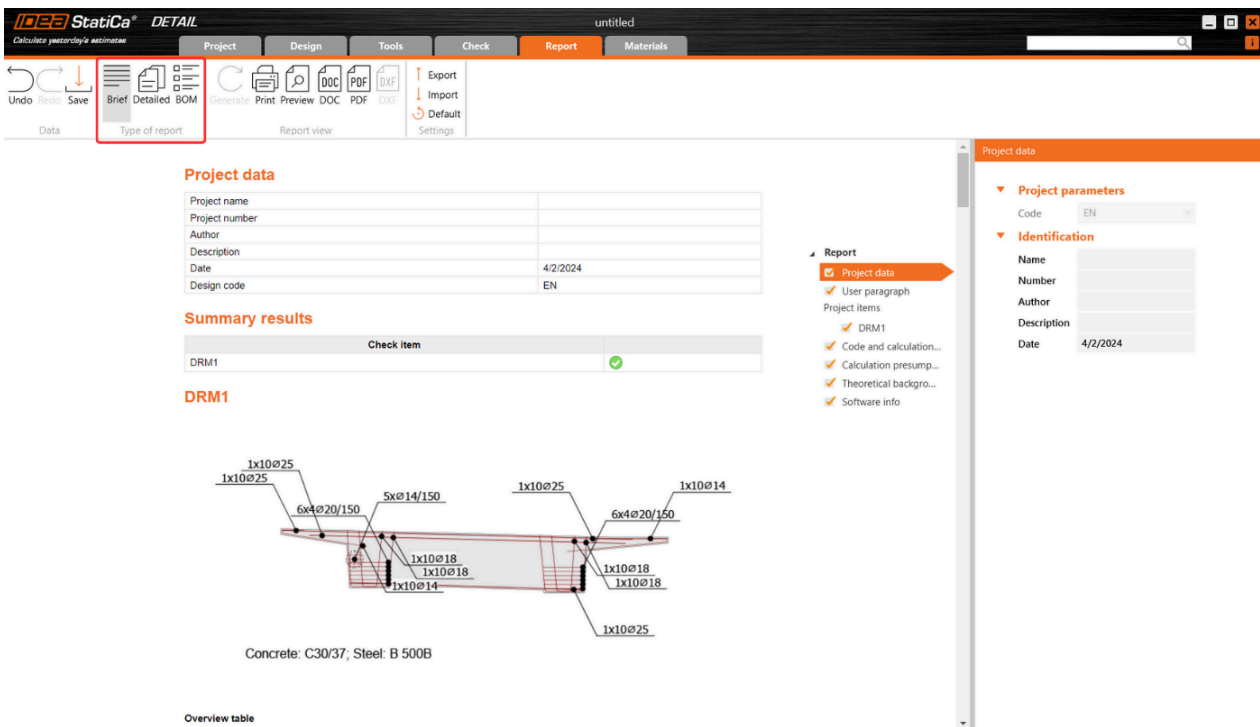 IDEA StatiCa® DETAIL
Calculate yesterday's estimates
untitled
Project Design Tools Check Report Materials
Undo Redo Save
Brief Detailed BOM
Generate Print Preview DOC PDF DXF
DOC PDF DXF
Export
Import
Default
Data Type of report Report view Settings
Project data
Project name
Project number
Author
Description
Date 4/2/2024
Design code EN
Summary results
Check item
DRM1
DRM1
1x10Ø25
1x10Ø25
5xØ14/150
6x4Ø20/150
1x10Ø25
1x10Ø14
6x4Ø20/150
1x10Ø18
1x10Ø18
1x10Ø14
1x10Ø18
1x10Ø18
1x10Ø25
Concrete: C30/37; Steel: B 500B
Overview table
Report
Project data
User paragraph
Project items
DRM1
Code and calculation...
Calculation presump...
Theoretical backgro...
Software info
Project data
Project parameters
Code EN
Identification
Name
Number
Author
Description
Date 4/2/2024